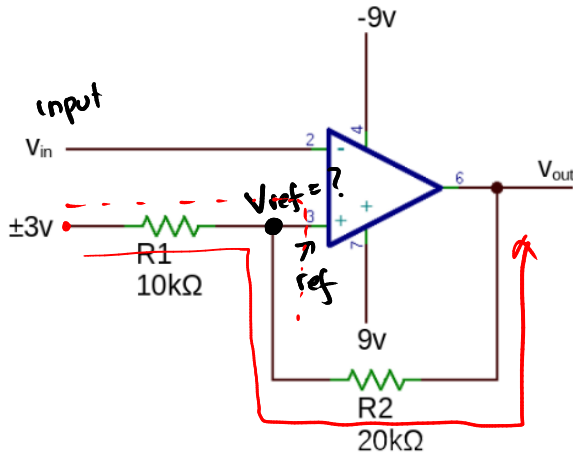 -9v
input
4
vin
2
-
Vref = ?
6
vout
±3v
3
+
+
R1
10kΩ
7
ref
9v
R2
20kΩ